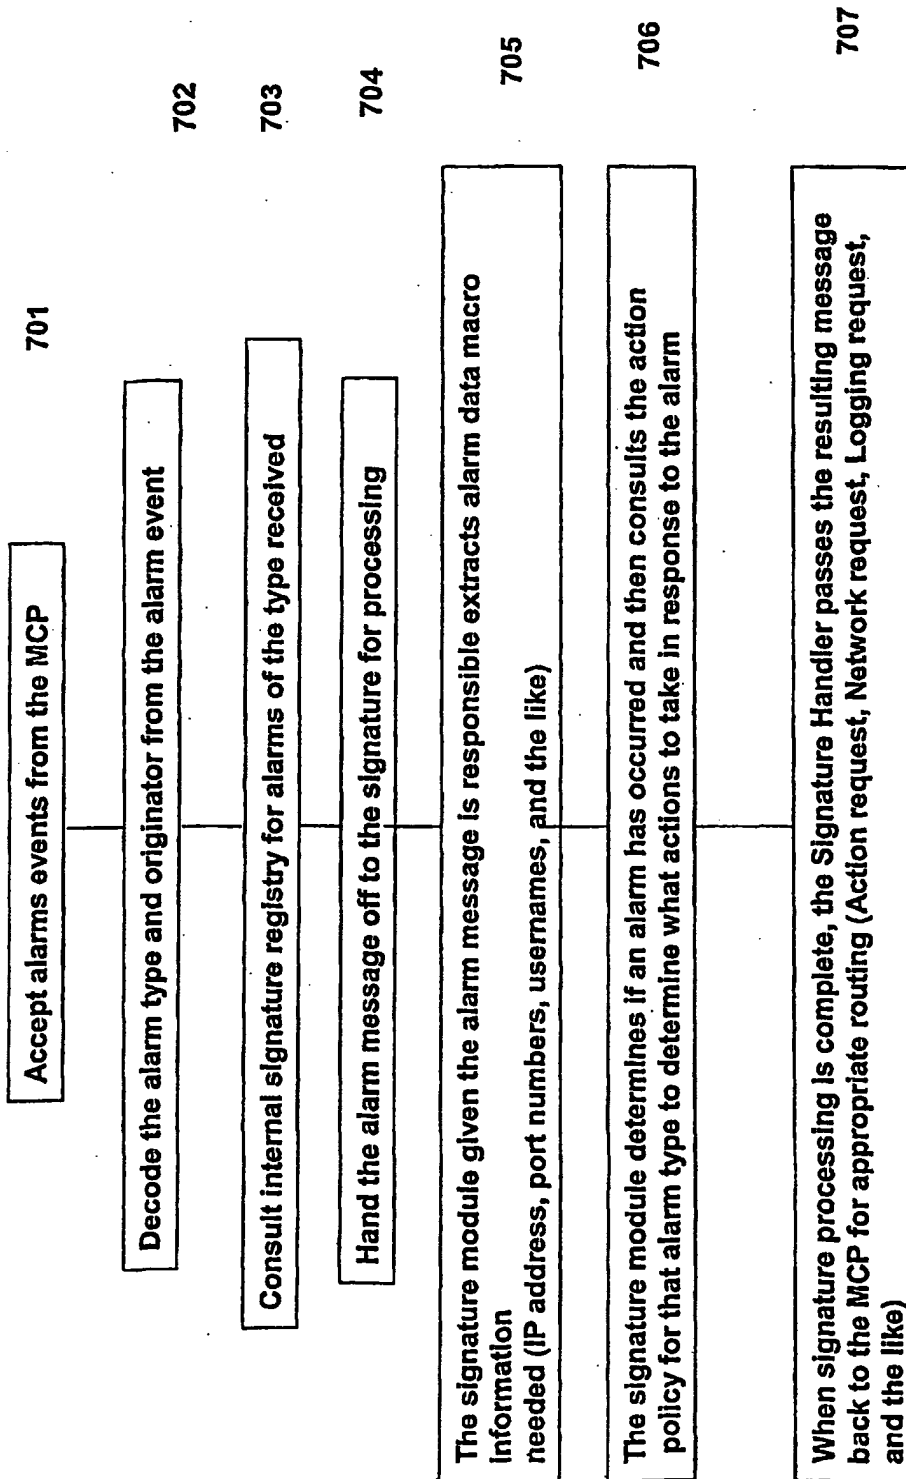 Accept alarms events from the MCP
701
Decode the alarm type and originator from the alarm event
702
Consult internal signature registry for alarms of the type received
703
Hand the alarm message off to the signature for processing
704
The signature module given the alarm message is responsible extracts alarm data macro
Information
needed (IP address, port numbers, usernames, and the like)
705
The signature module determines if an alarm has occurred and then consults the action
policy for that alarm type to determine what actions to take in response to the alarm
706
When signature processing is complete, the Signature Handler passes the resulting message
back to the MCP for appropriate routing (Action request, Network request, Logging request,
and the like)
707